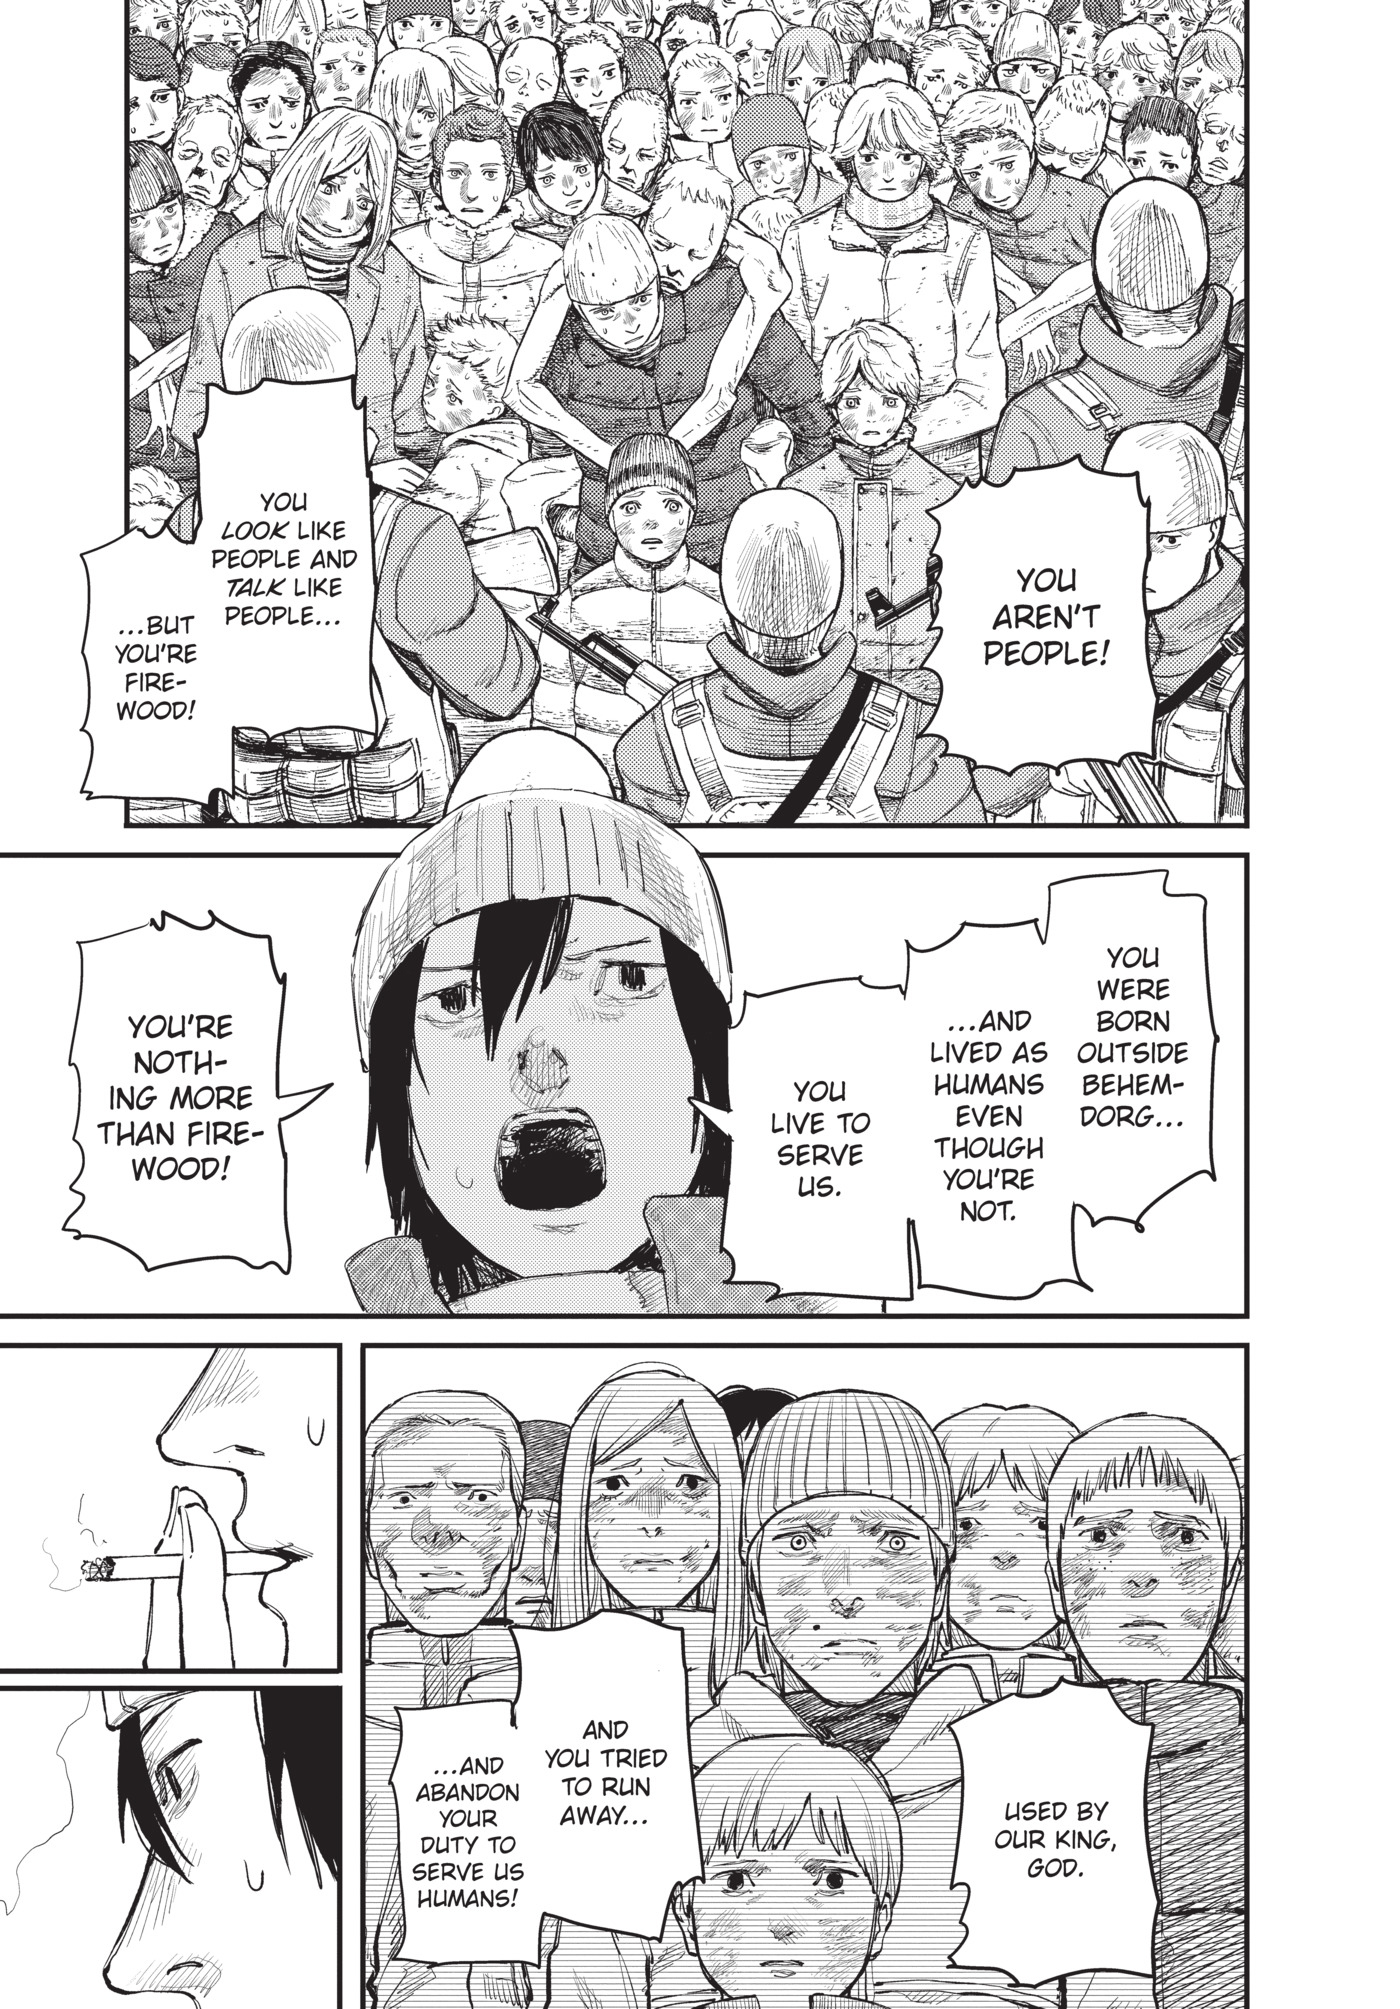 YOU
AREN'T
PEOPLE!
YOU
LOOK LIKE
PEOPLE AND
TALK LIKE
PEOPLE...
...BUT
YOU'RE
FIRE-
WOOD!
YOU
WERE
BORN
OUTSIDE
BEHEM-
DORG...
...AND
LIVED AS
HUMANS
EVEN
THOUGH
YOU'RE
NOT.
YOU
LIVE TO
SERVE
US.
YOU'RE
NOTH-
ING MORE
THAN FIRE-
WOOD!
USED BY
OUR KING,
GOD.
AND
YOU TRIED
TO RUN
AWAY...
...AND
ABANDON
YOUR
DUTY TO
SERVE US
HUMANS!